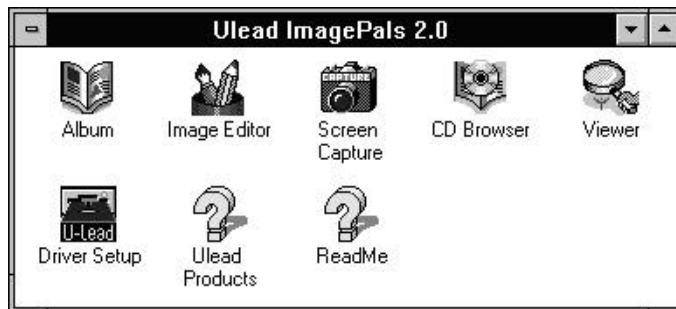 Ulead ImagePals 2.0
CAPTURE
Album
Image Editor
Screen
Capture
CD Browser
Viewer
U-Lead
Driver Setup
Ulead
Products
ReadMe